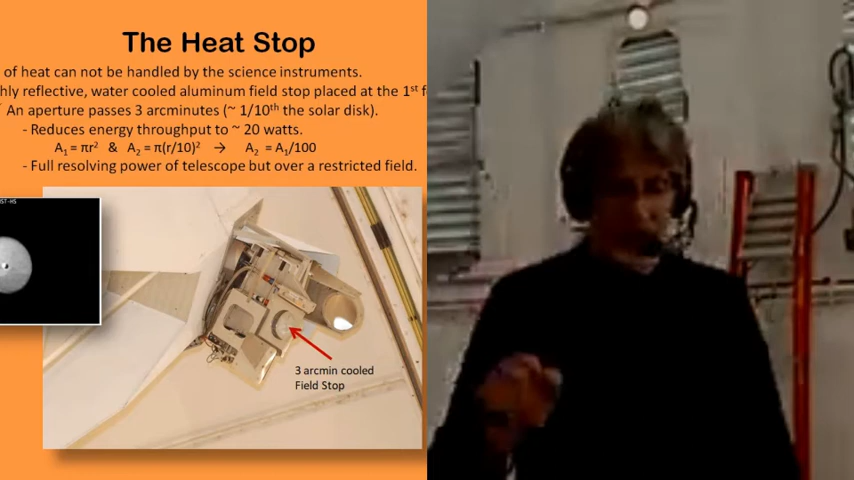 The Heat Stop
of heat can not be handled by the science instruments.
hly reflective, water cooled aluminum field stop placed at the 1st f
An aperture passes 3 arcminutes (~ 1/10th the solar disk).
- Reduces energy throughput to ~ 20 watts.
A₁ = πr² & A₂ = π(r/10)² → A₂ = A₁/100
- Full resolving power of telescope but over a restricted field.
ST-HS
3 arcmin cooled
Field Stop